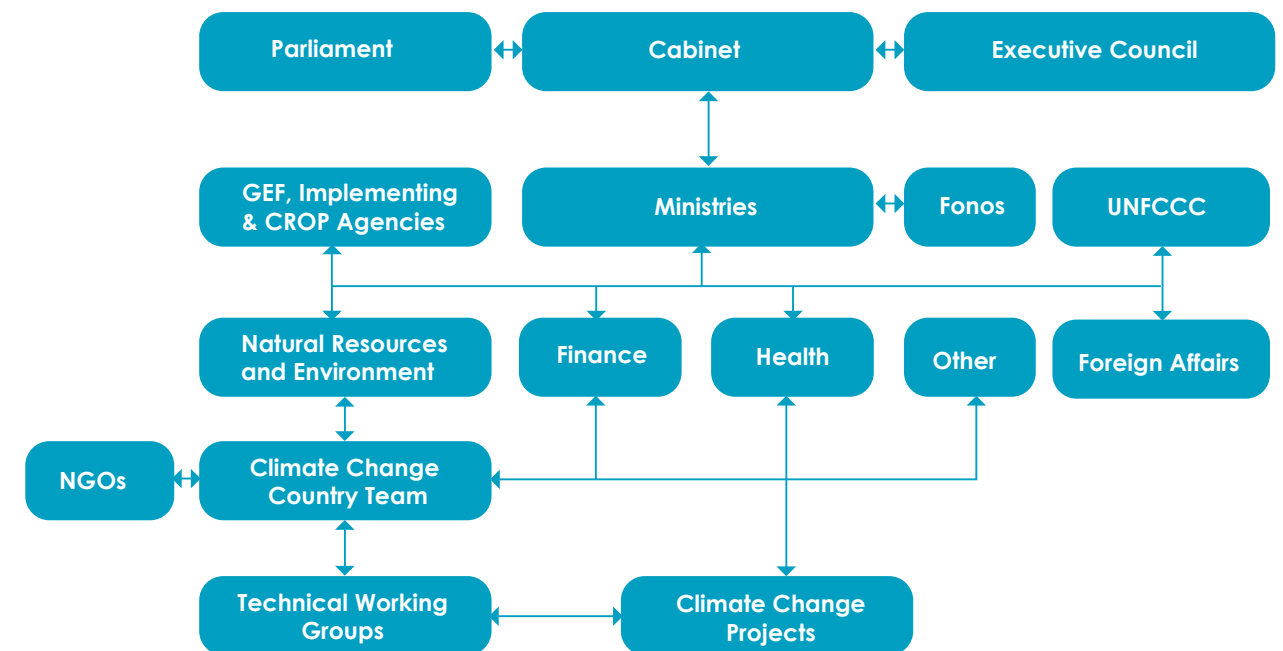 Parliament
Cabinet
Executive Council
GEF, Implementing
& CROP Agencies
Ministries
Fonos
UNFCCC
Natural Resources
and Environment
Finance
Health
Other
Foreign Affairs
NGOs
Climate Change
Country Team
Technical Working
Groups
Climate Change
Projects